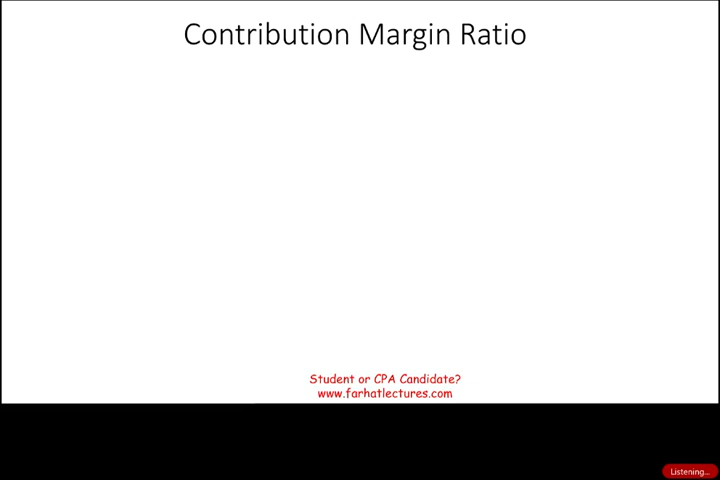 Contribution Margin Ratio
Student or CPA Candidate?
www.farhatlectures.com
Listening...